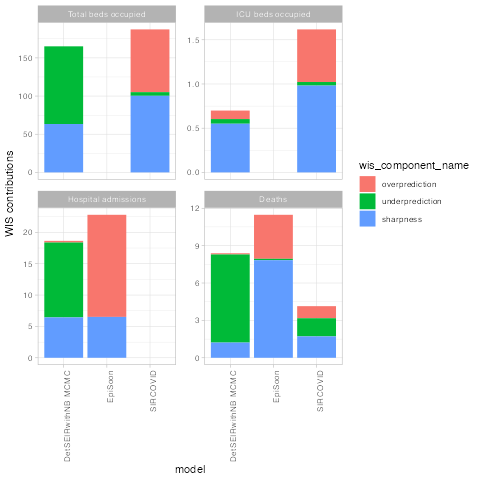 Total beds occupied
ICU beds occupied
150
100
50
0
1.5
1.0
0.5
0.0
Hospital admissions
Deaths
20
15
10
5
0
12
9
6
3
0
DetSEIRwithNB MCMC
EpiSoon
SIRCOVID
DetSEIRwithNB MCMC
EpiSoon
SIRCOVID
model
WIS contributions
wis_component_name
overprediction
underprediction
sharpness